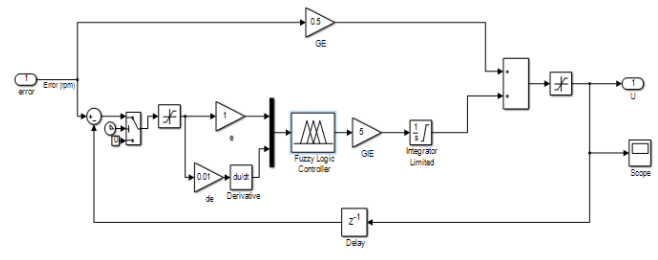 0.5
GE
1
error
Error (rpm)
+
+
+
-
1
e
0
0.01
de
du/dt
Derivative
Fuzzy Logic
Controller
5
GIE
1
s
Integrator
Limited
1
U
Scope
Z-1
Delay